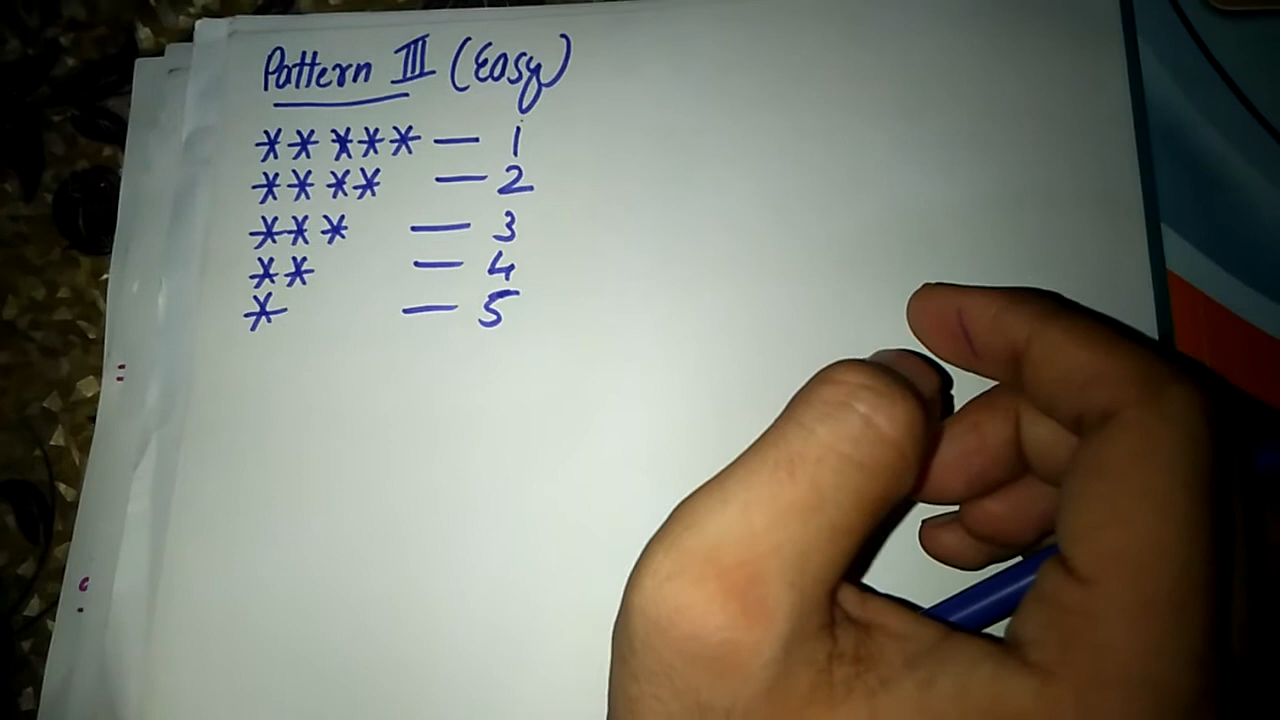 Pattern III (Easy)
***** — 1
**** — 2
*** — 3
** — 4
* — 5